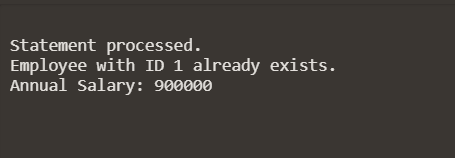 Statement processed.
Employee with ID 1 already exists.
Annual Salary: 900000